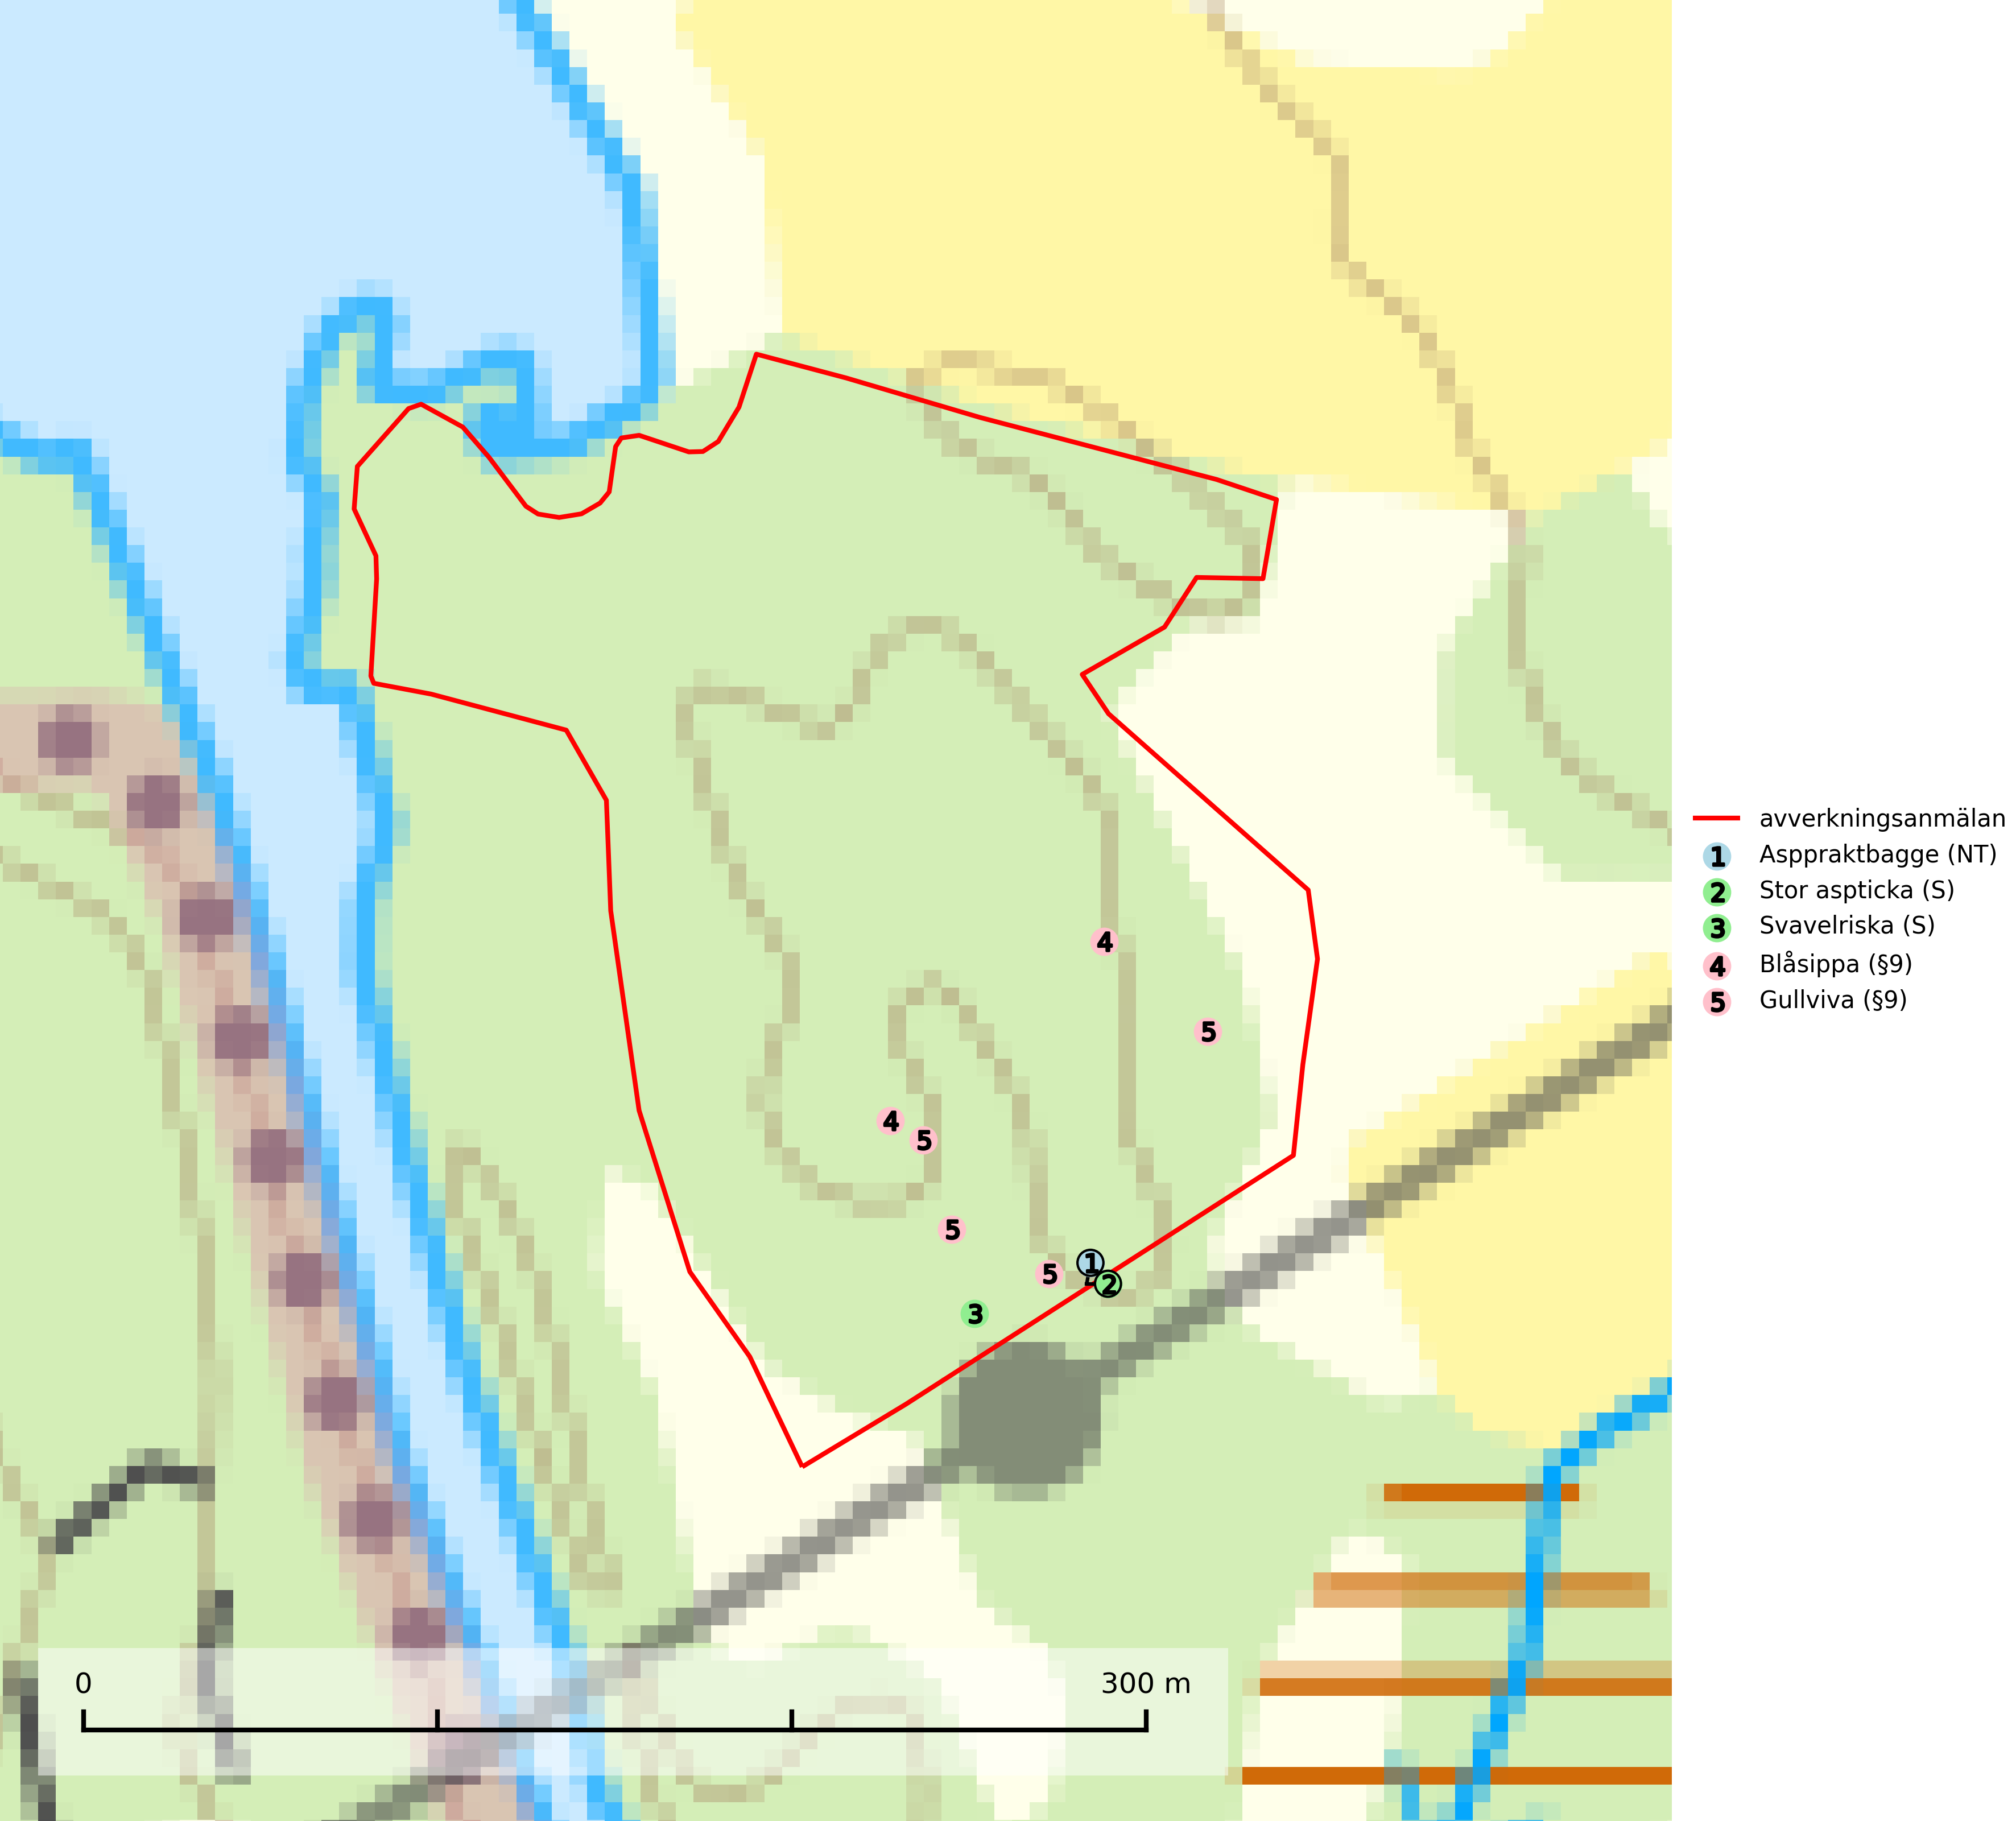 avverkningsanmälan
1 Asppraktbagge (NT)
2 Stor aspticka (S)
3 Svavelriska (S)
4 Blåsippa (§9)
5 Gullviva (§9)
4
5
4
5
5
1
5
2
3
0 300 m